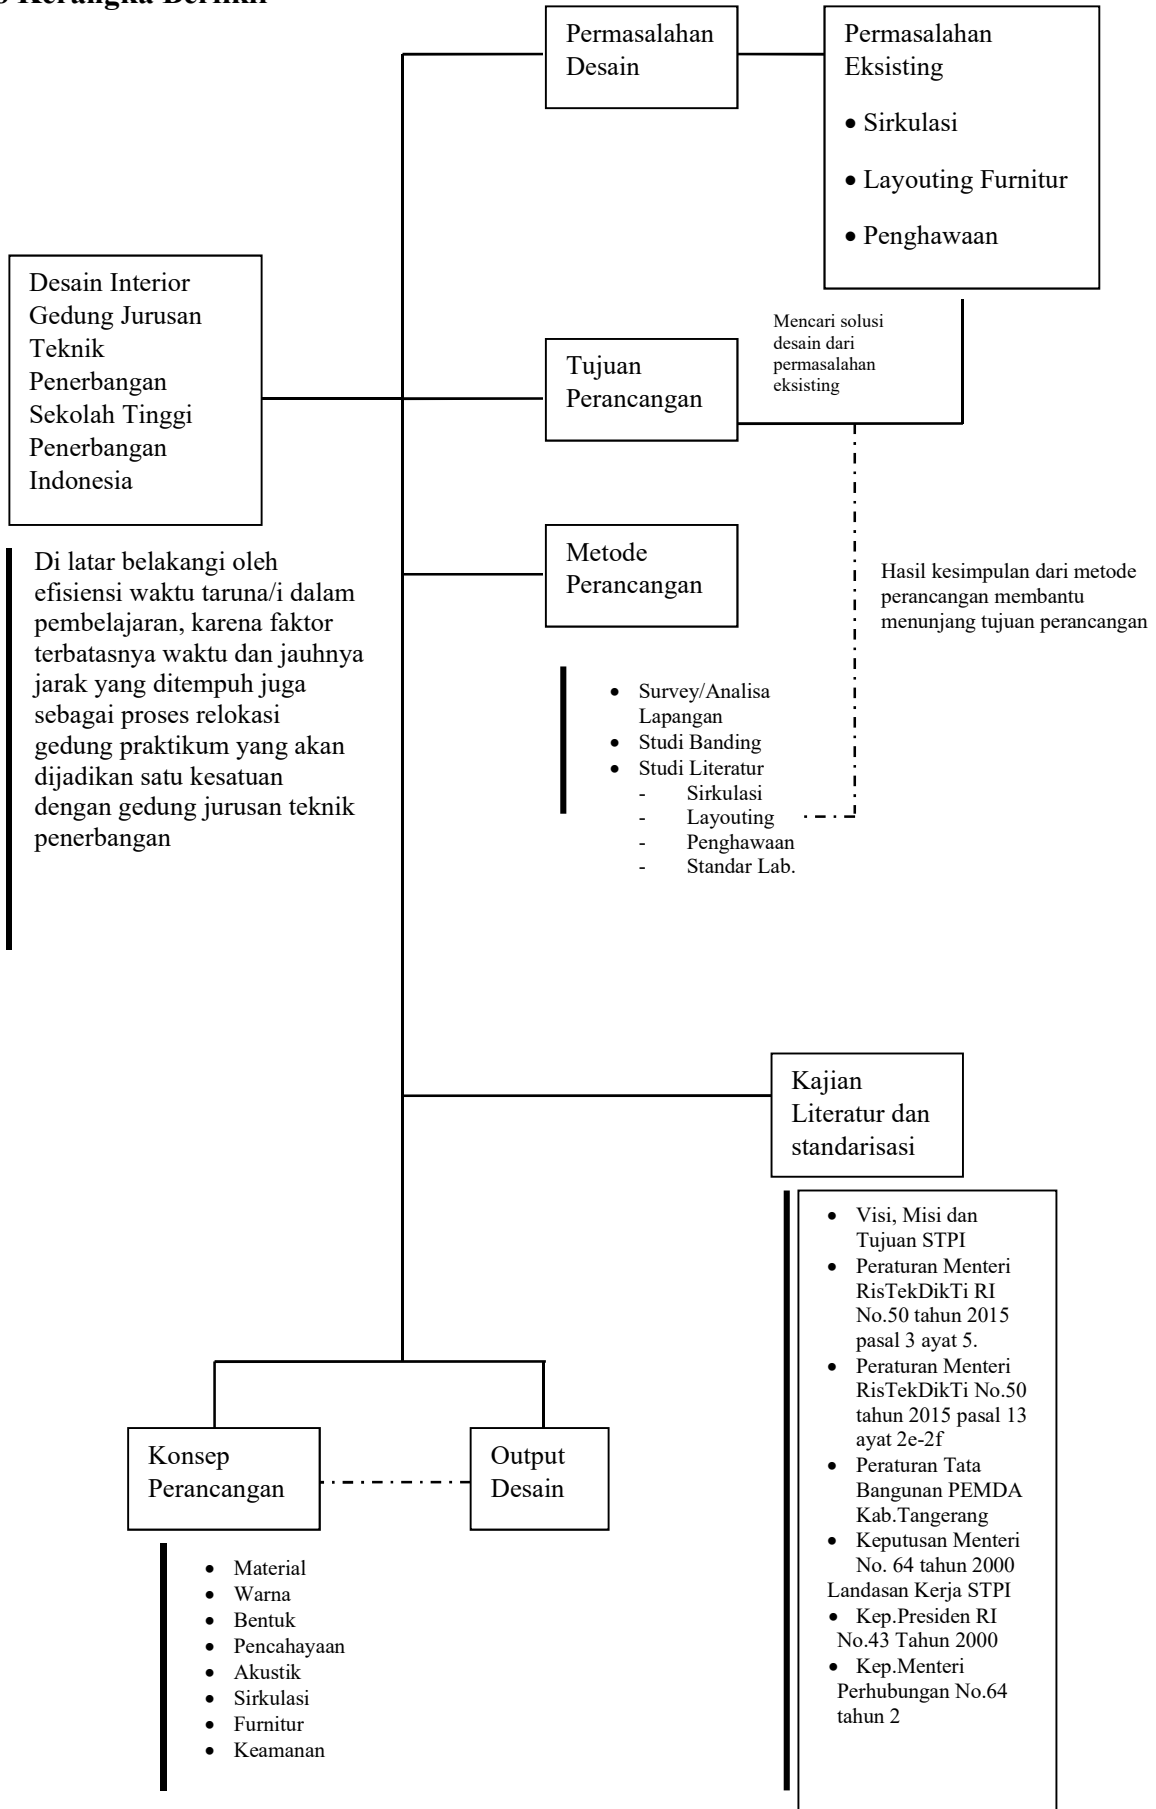 Kerangka Berfikir
Permasalahan
Desain
Permasalahan
Eksisting
• Sirkulasi
• Layouting Furnitur
• Penghawaan
Desain Interior
Gedung Jurusan
Teknik
Penerbangan
Sekolah Tinggi
Penerbangan
Indonesia
Mencari solusi
desain dari
permasalahan
eksisting
Tujuan
Perancangan
Metode
Perancangan
Di latar belakangi oleh
efisiensi waktu taruna/i dalam
pembelajaran, karena faktor
terbatasnya waktu dan jauhnya
jarak yang ditempuh juga
sebagai proses relokasi
gedung praktikum yang akan
dijadikan satu kesatuan
dengan gedung jurusan teknik
penerbangan
Hasil kesimpulan dari metode
perancangan membantu
menunjang tujuan perancangan
• Survey/Analisa
Lapangan
• Studi Banding
• Studi Literatur
- Sirkulasi
- Layouting
- Penghawaan
- Standar Lab.
Kajian
Literatur dan
standarisasi
• Visi, Misi dan
Tujuan STPI
• Peraturan Menteri
RisTekDikTi RI
No.50 tahun 2015
pasal 3 ayat 5.
• Peraturan Menteri
RisTekDikTi No.50
tahun 2015 pasal 13
ayat 2e-2f
• Peraturan Tata
Bangunan PEMDA
Kab.Tangerang
• Keputusan Menteri
No. 64 tahun 2000
Landasan Kerja STPI
• Kep.Presiden RI
No.43 Tahun 2000
• Kep.Menteri
Perhubungan No.64
tahun 2
Konsep
Perancangan
Output
Desain
• Material
• Warna
• Bentuk
• Pencahayaan
• Akustik
• Sirkulasi
• Furnitur
• Keamanan